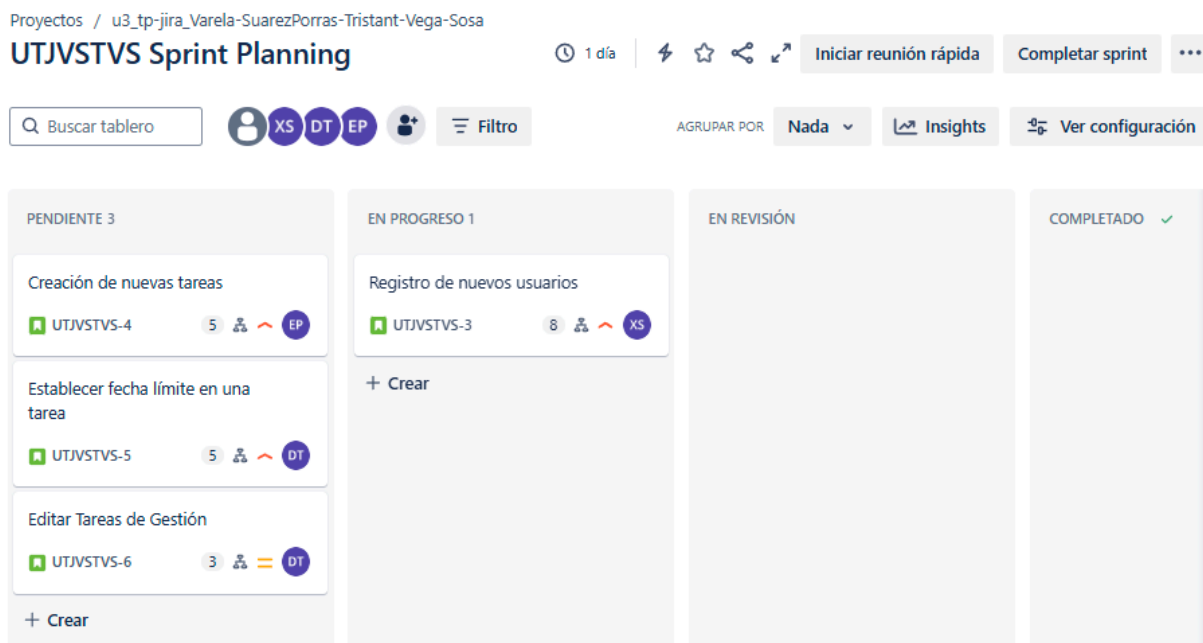 Proyectos / u3_tp-jira_Varela-SuarezPorras-Tristant-Vega-Sosa
UTJVSTVS Sprint Planning
1 día
Iniciar reunión rápida
Completar sprint
Buscar tablero
XS
DT
EP
Filtro
AGRUPAR POR
Nada
Insights
Ver configuración
PENDIENTE 3
Creación de nuevas tareas
UTJVSTVS-4
5
EP
Establecer fecha límite en una
tarea
UTJVSTVS-5
5
DT
Editar Tareas de Gestión
UTJVSTVS-6
3
DT
+ Crear
EN PROGRESO 1
Registro de nuevos usuarios
UTJVSTVS-3
8
XS
+ Crear
EN REVISIÓN
COMPLETADO